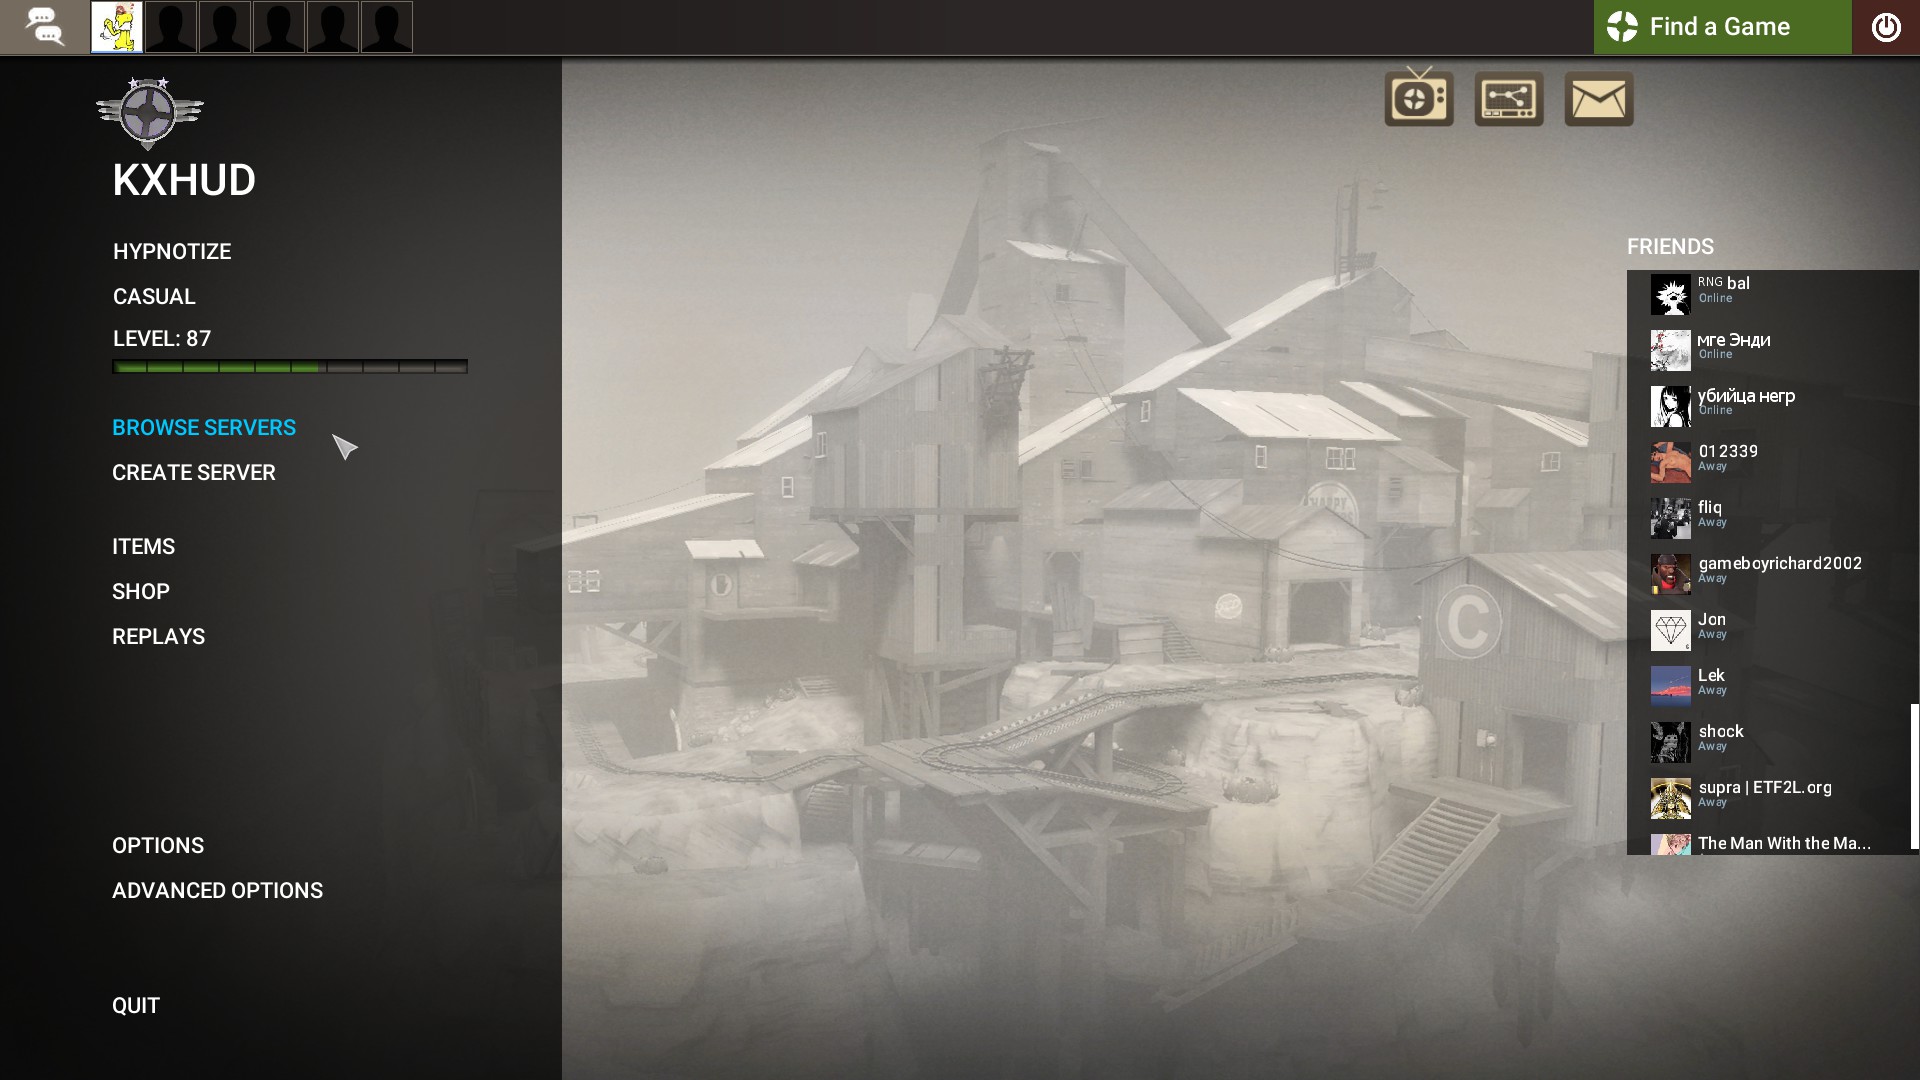 Find a Game
KXHUD
HYPNOTIZE
CASUAL
LEVEL: 87
BROWSE SERVERS
CREATE SERVER
ITEMS
SHOP
REPLAYS
OPTIONS
ADVANCED OPTIONS
QUIT
C
FRIENDS
RNG bal
Online
мге Энди
Online
убийца негр
Online
012339
Away
fliq
Away
gameboyrichard2002
Away
Jon
Away
Lek
Away
shock
Away
supra | ETF2L.org
Away
The Man With the Ma...